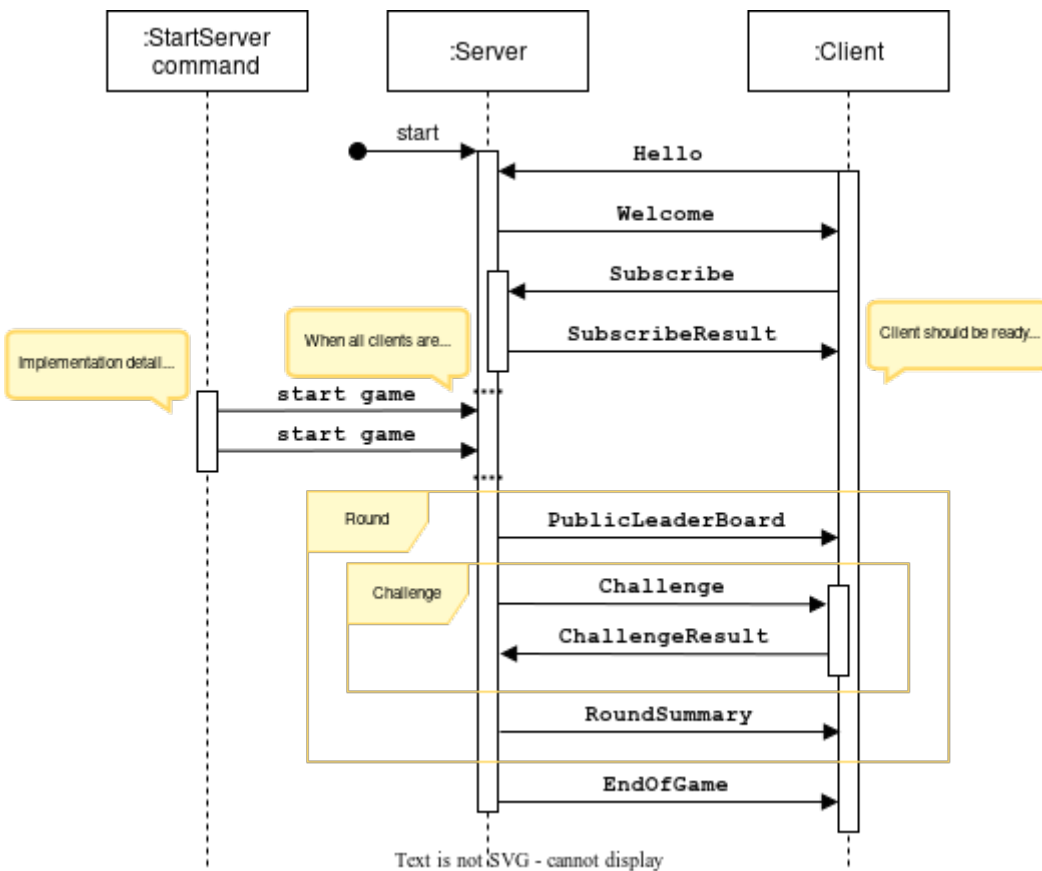 :StartServer
command
:Server
:Client
start
Hello
Welcome
Subscribe
SubscribeResult
When all clients are...
Client should be ready...
Implementation detail...
start game
start game
Round
PublicLeaderBoard
Challenge
Challenge
ChallengeResult
RoundSummary
EndOfGame
Text is not SVG - cannot display